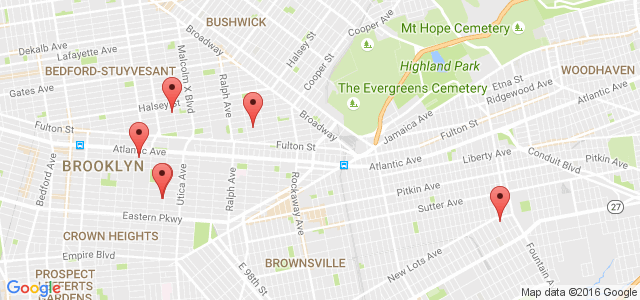 BUSHWICK
Mt Hope Cemetery
Cooper Ave
Highland Park
Dekalb Ave
Broadway
Halsey St
Cooper St
Etna St
WOODHAVEN
BEDFORD-STUYVESANT
Gates Ave
Malcolm X Blvd
Ralph Ave
The Evergreens Cemetery
Ridgewood Ave
Atlantic Ave
Halsey St
Fulton St
Broadway
Jamaica Ave
Fulton St
Fulton St
Atlantic Ave
Atlantic Ave
Liberty Ave
Conduit Blvd
Pitkin Ave
BROOKLYN
Bedford Ave
Utica Ave
Ralph Ave
Rockaway Ave
Pitkin Ave
Sutter Ave
27
Eastern Pkwy
CROWN HEIGHTS
Empire Blvd
New Lots Ave
Fountain A
E 98th St
BROWNSVILLE
PROSPECT
LEFFERTS
GARDENS
Google
Map data ©2016 Google